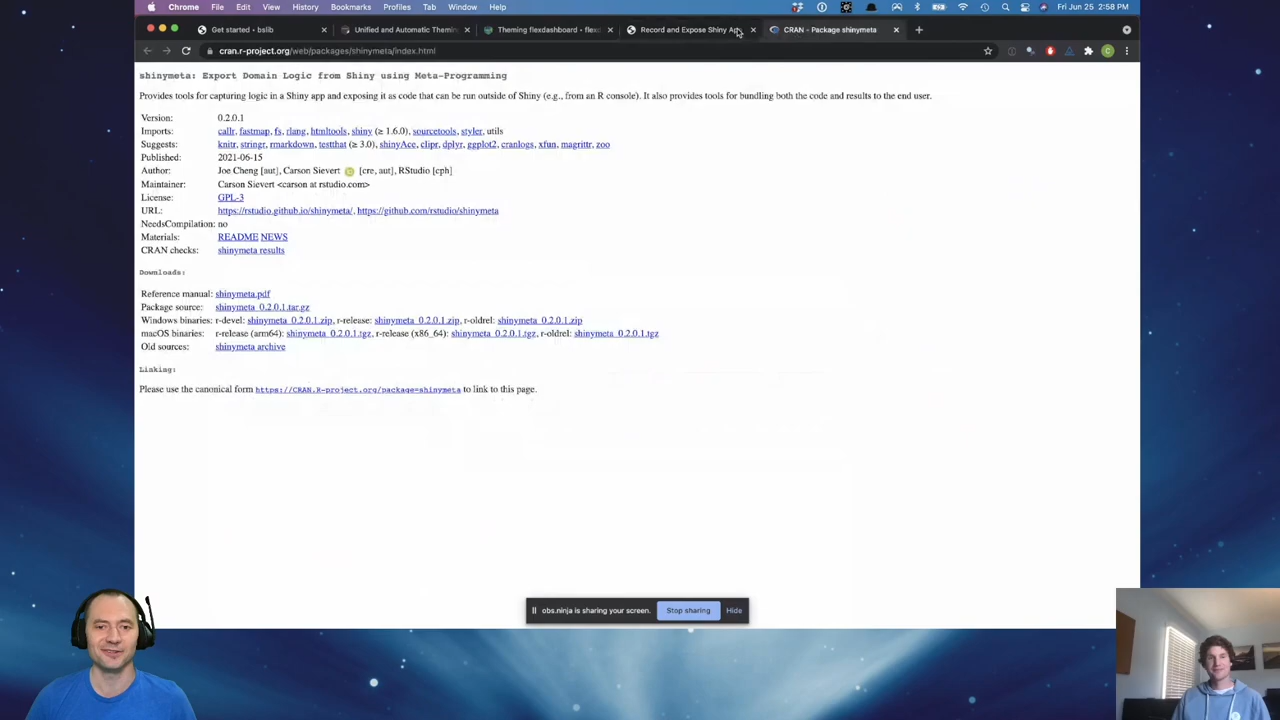 Chrome File Edit View History Bookmarks Profiles Tab Window Help
Fri Jun 25 2:58 PM
Get started · bslib
Unified and Automatic Theming
Theming flexdashboard · flex
Record and Expose Shiny App
CRAN - Package shinymeta
cran.r-project.org/web/packages/shinymeta/index.html
shinymeta: Export Domain Logic from Shiny using Meta-Programming
Provides tools for capturing logic in a Shiny app and exposing it as code that can be run outside of Shiny (e.g., from an R console). It also provides tools for bundling both the code and results to the end user.
Version: 0.2.0.1
Imports: callr, fastmap, fs, rlang, htmltools, shiny (≥ 1.6.0), sourcetools, styler, utils
Suggests: knitr, stringr, rmarkdown, testthat (≥ 3.0), shinyAce, clipr, dplyr, ggplot2, cranlogs, xfun, magrittr, zoo
Published: 2021-06-15
Author: Joe Cheng [aut], Carson Sievert [cre, aut], RStudio [cph]
Maintainer: Carson Sievert <carson at rstudio.com>
License: GPL-3
URL: https://rstudio.github.io/shinymeta/, https://github.com/rstudio/shinymeta
NeedsCompilation: no
Materials: README NEWS
CRAN checks: shinymeta results
Downloads:
Reference manual: shinymeta.pdf
Package source: shinymeta_0.2.0.1.tar.gz
Windows binaries: r-devel: shinymeta_0.2.0.1.zip, r-release: shinymeta_0.2.0.1.zip, r-oldrel: shinymeta_0.2.0.1.zip
macOS binaries: r-release (arm64): shinymeta_0.2.0.1.tgz, r-release (x86_64): shinymeta_0.2.0.1.tgz, r-oldrel: shinymeta_0.2.0.1.tgz
Old sources: shinymeta archive
Linking:
Please use the canonical form https://CRAN.R-project.org/package=shinymeta to link to this page.
obs.ninja is sharing your screen. Stop sharing Hide